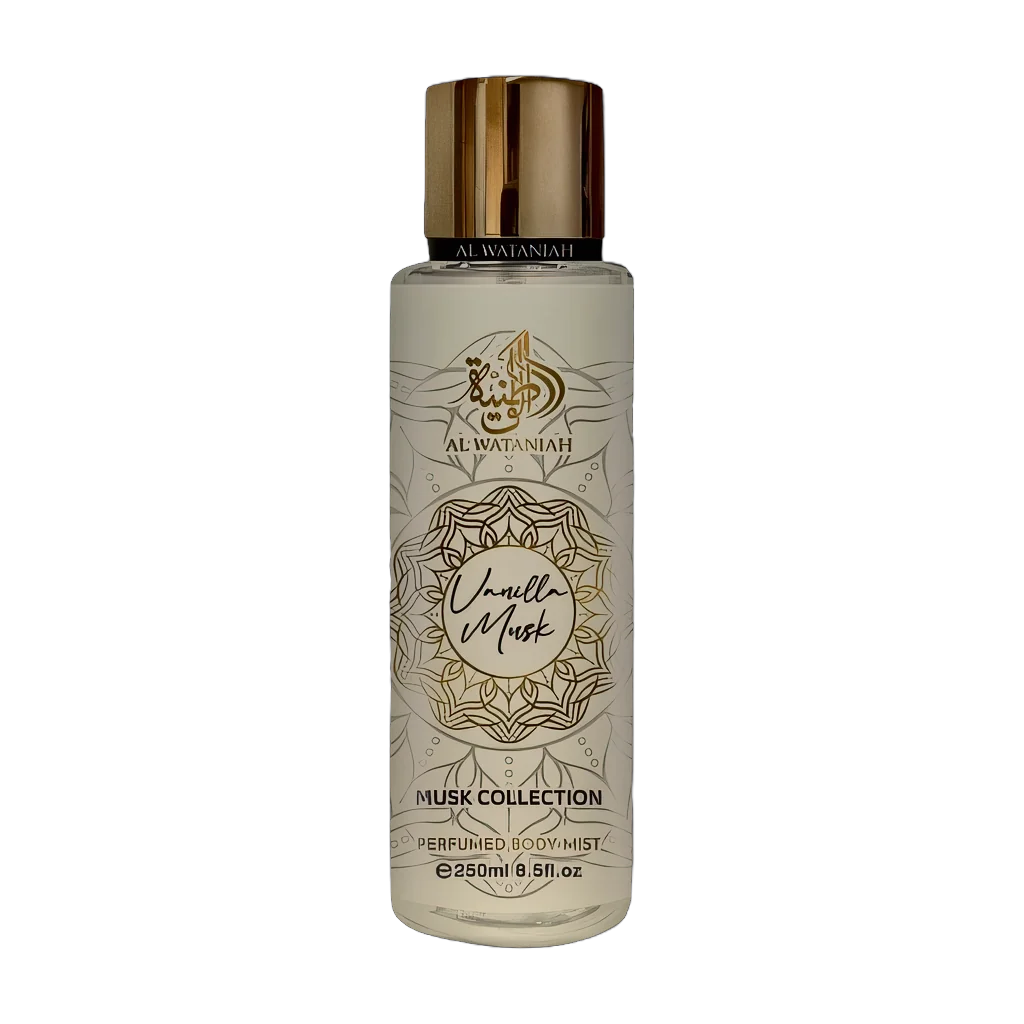 AL WATANIAH
الوطنية
AL WATANIAH
Vanilla
Musk
MUSK COLLECTION
PERFUMED BODY MIST
℮250ml 8.5fl.oz